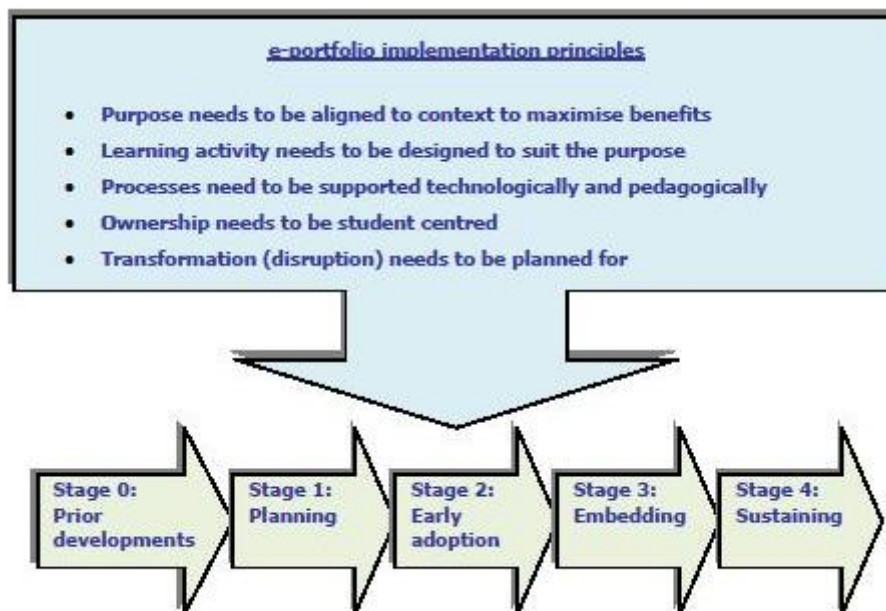 e-portfolio implementation principles
• Purpose needs to be aligned to context to maximise benefits
• Learning activity needs to be designed to suit the purpose
• Processes need to be supported technologically and pedagogically
• Ownership needs to be student centred
• Transformation (disruption) needs to be planned for
Stage 0:
Prior
developments
Stage 1:
Planning
Stage 2:
Early
adoption
Stage 3:
Embedding
Stage 4:
Sustaining